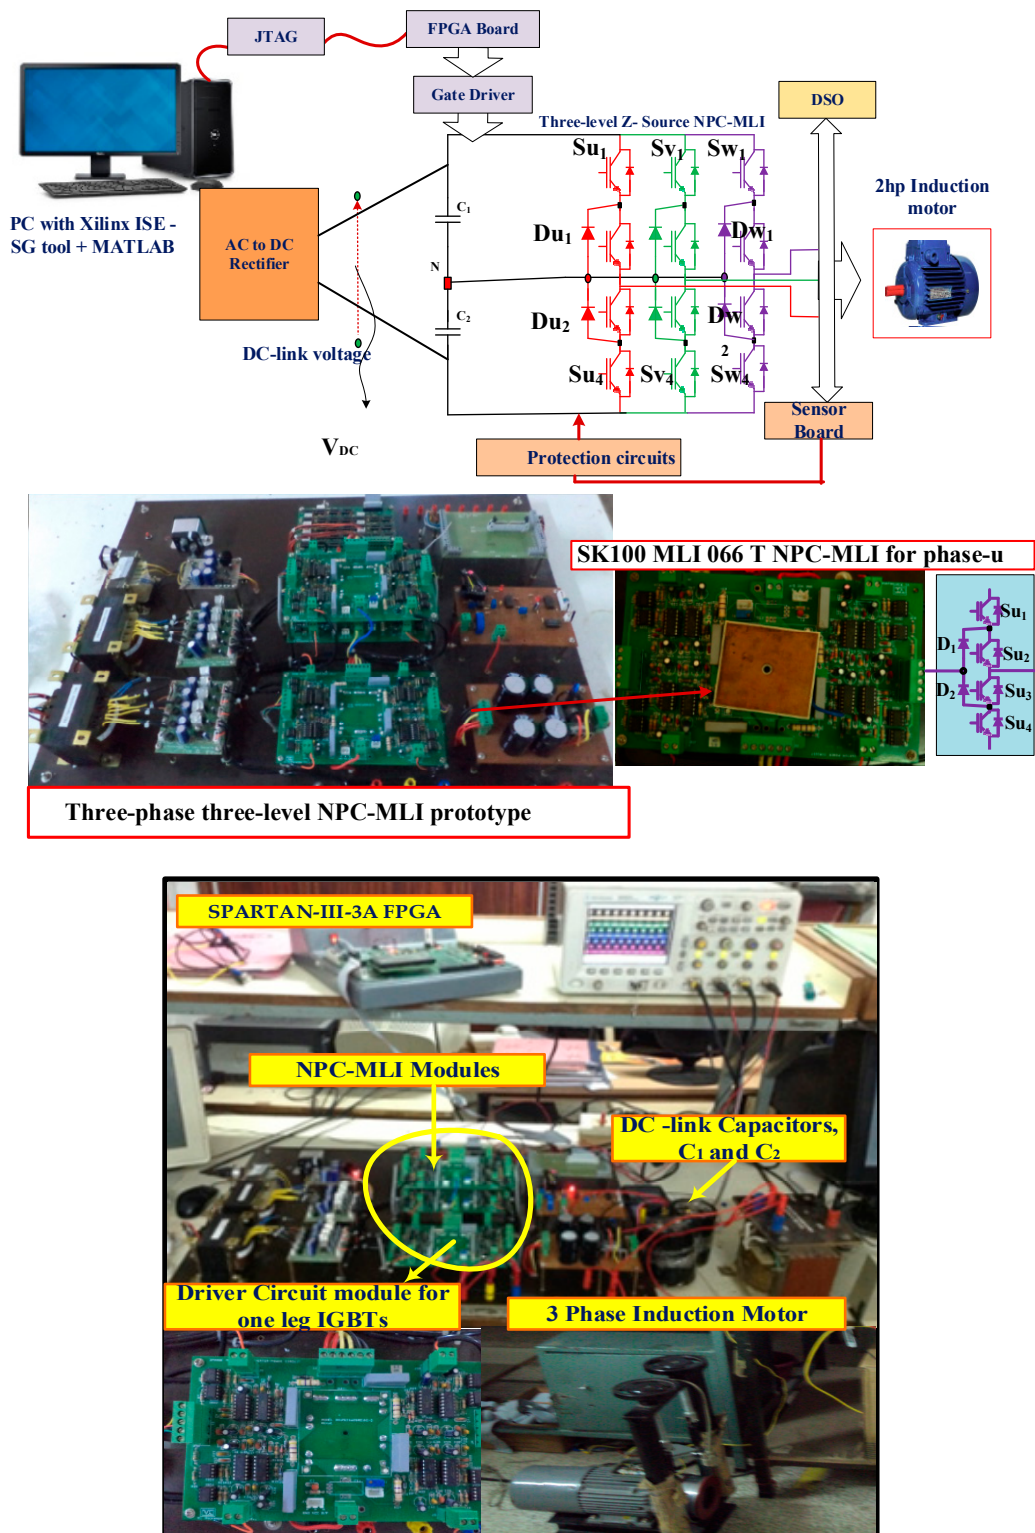 JTAG
FPGA Board
Gate Driver
DSO
Three-level Z- Source NPC-MLI
Su1
Sv1
Sw1
2hp Induction
motor
PC with Xilinx ISE -
SG tool + MATLAB
AC to DC
Rectifier
C1
N
C2
Du1
Dw1
Du2
Dw
2
DC-link voltage
Su4
Sv4
Sw4
Sensor
Board
VDC
Protection circuits
SK100 MLI 066 T NPC-MLI for phase-u
Su1
D1
Su2
D2
Su3
Su4
Three-phase three-level NPC-MLI prototype
SPARTAN-III-3A FPGA
NPC-MLI Modules
DC -link Capacitors,
C1 and C2
Driver Circuit module for
one leg IGBTs
3 Phase Induction Motor